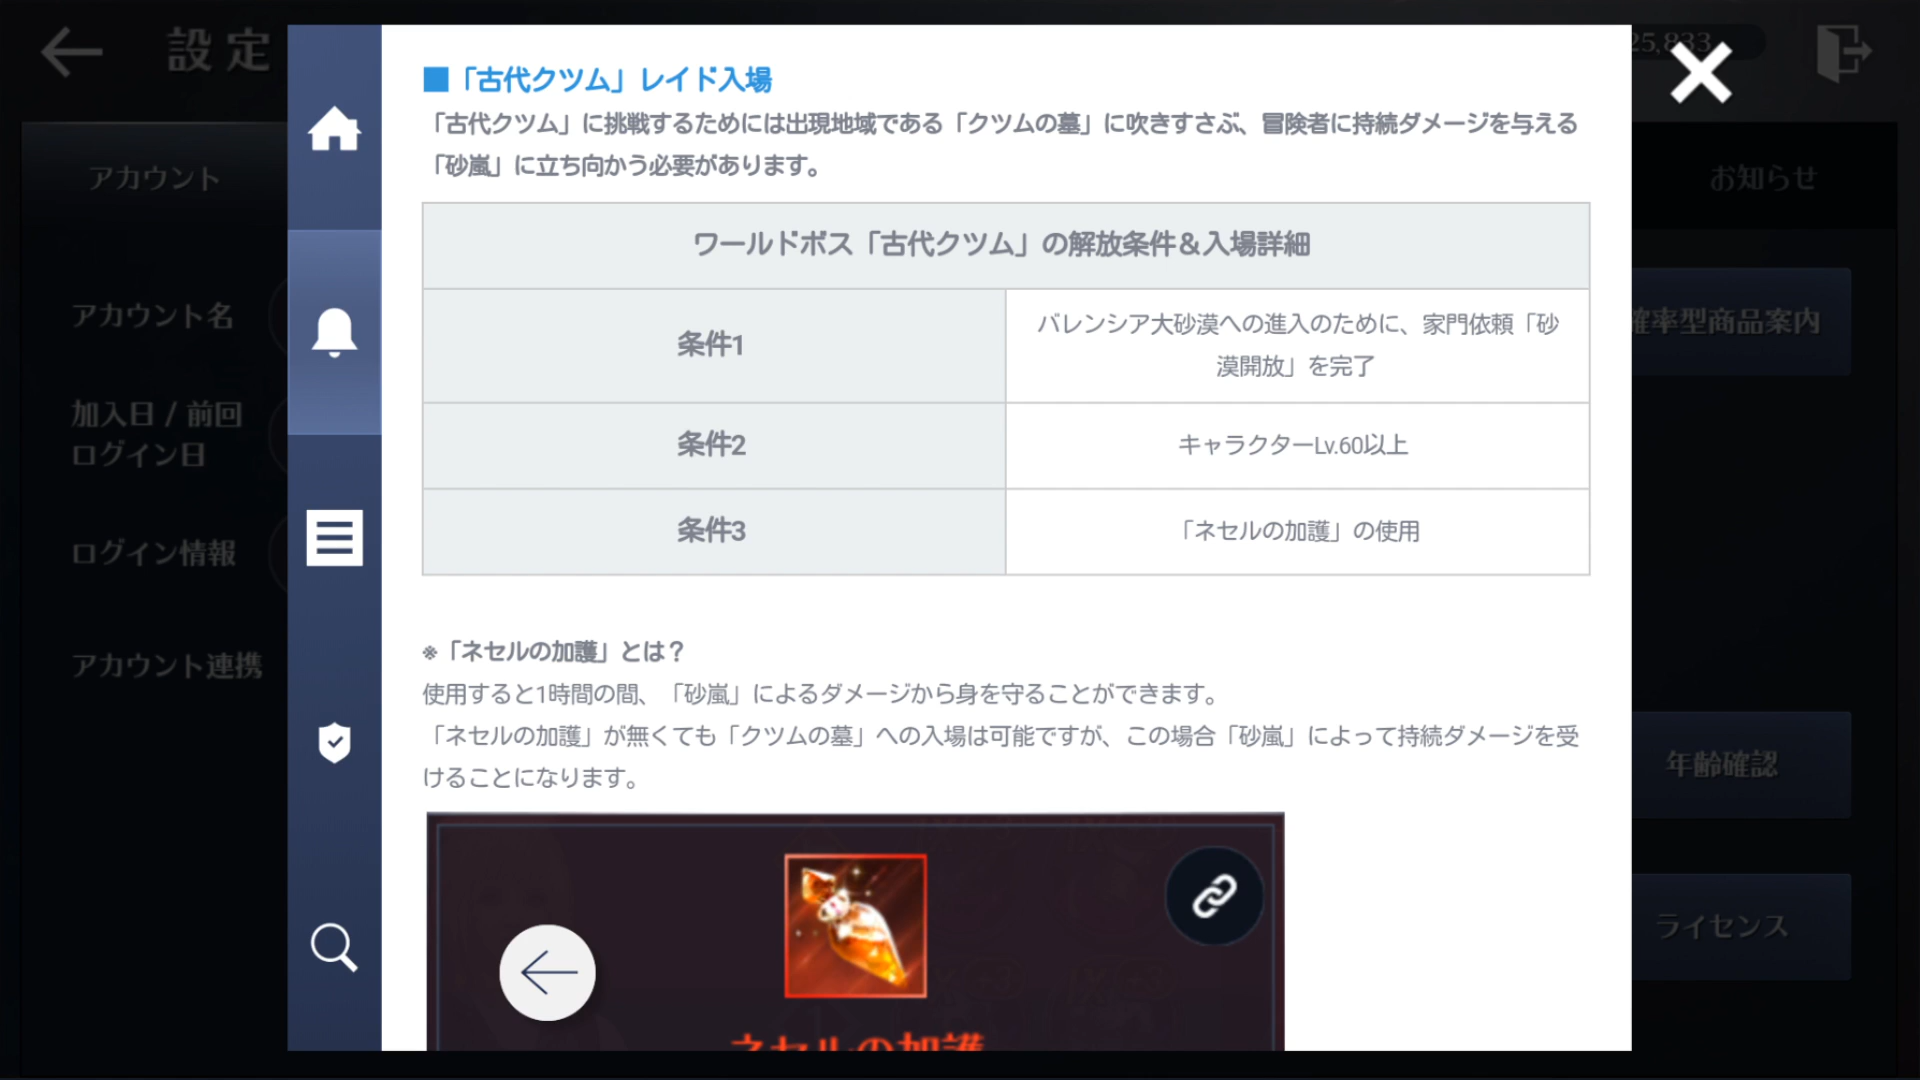 設定
25,833
■「古代クツム」レイド入場
「古代クツム」に挑戦するためには出現地域である「クツムの墓」に吹きすさぶ、冒険者に持続ダメージを与える
「砂嵐」に立ち向かう必要があります。
アカウント
お知らせ
ワールドボス「古代クツム」の解放条件＆入場詳細
アカウント名
条件1
バレンシア大砂漠への進入のために、家門依頼「砂
漠開放」を完了
確率型商品案内
加入日 / 前回
ログイン日
条件2
キャラクターLv.60以上
条件3
「ネセルの加護」の使用
ログイン情報
※「ネセルの加護」とは？
アカウント連携
使用すると1時間の間、「砂嵐」によるダメージから身を守ることができます。
「ネセルの加護」が無くても「クツムの墓」への入場は可能ですが、この場合「砂嵐」によって持続ダメージを受
けることになります。
年齢確認
ライセンス
ネセルの加護